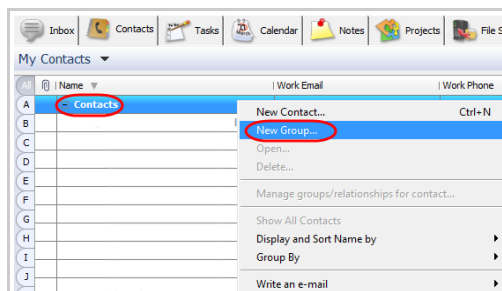 Inbox Contacts Tasks Calendar Notes Projects File S
My Contacts
All Name Work Email Work Phone
A - Contacts
B
C
D
E
F
G
H
I
J
New Contact... Ctrl+N
New Group...
Open...
Delete...
Manage groups/relationships for contact...
Show All Contacts
Display and Sort Name by
Group By
Write an e-mail